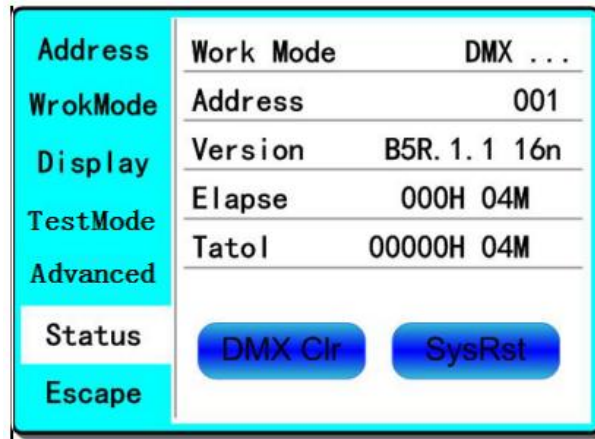 Address
WrokMode
Display
TestMode
Advanced
Status
Escape
Work Mode DMX ...
Address 001
Version B5R.1.1 16n
Elapse 000H 04M
Tatol 00000H 04M
DMX Clr SysRst